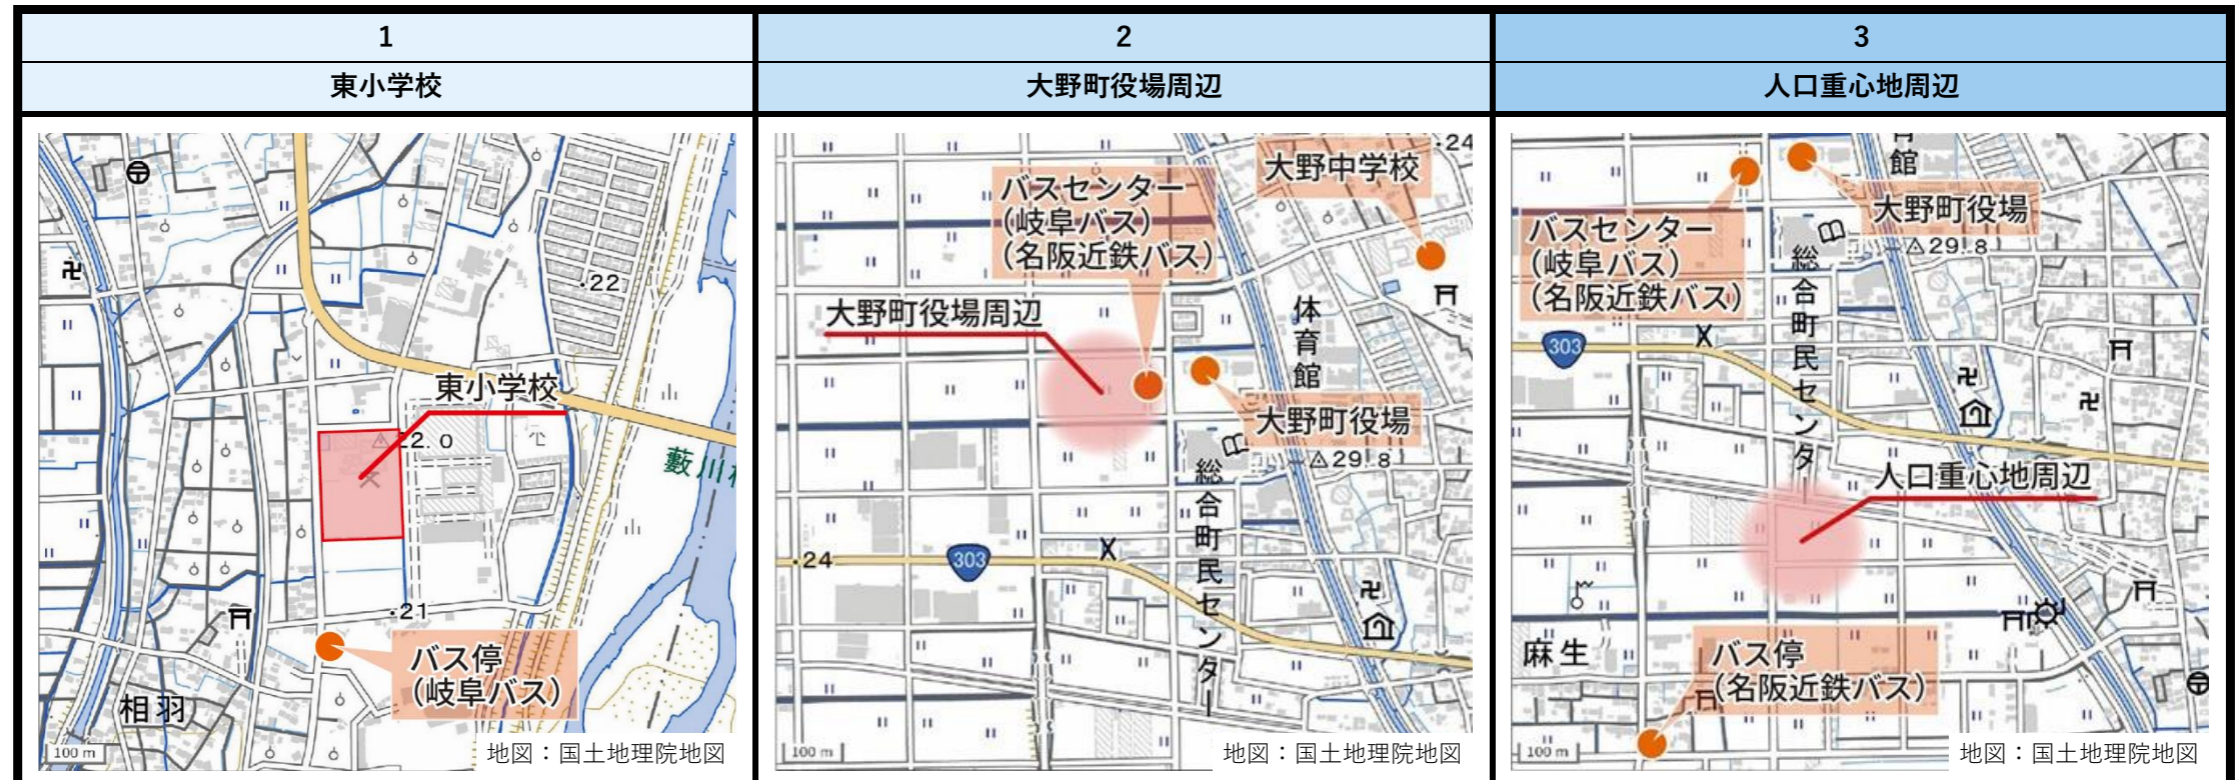 1
2
3
東小学校
大野町役場周辺
人口重心地周辺
東小学校
22.0
22
21
藪川
バス停
(岐阜バス)
相羽
100 m
地図：国土地理院地図
大野中学校
24
バスセンター
(岐阜バス)
(名阪近鉄バス)
大野町役場周辺
体育館
大野町役場
29.8
総合町民センター
24
303
100 m
地図：国土地理院地図
育館
大野町役場
バスセンター
(岐阜バス)
(名阪近鉄バス)
29.8
総合町民センター
303
人口重心地周辺
麻生
バス停
(名阪近鉄バス)
100 m
地図：国土地理院地図